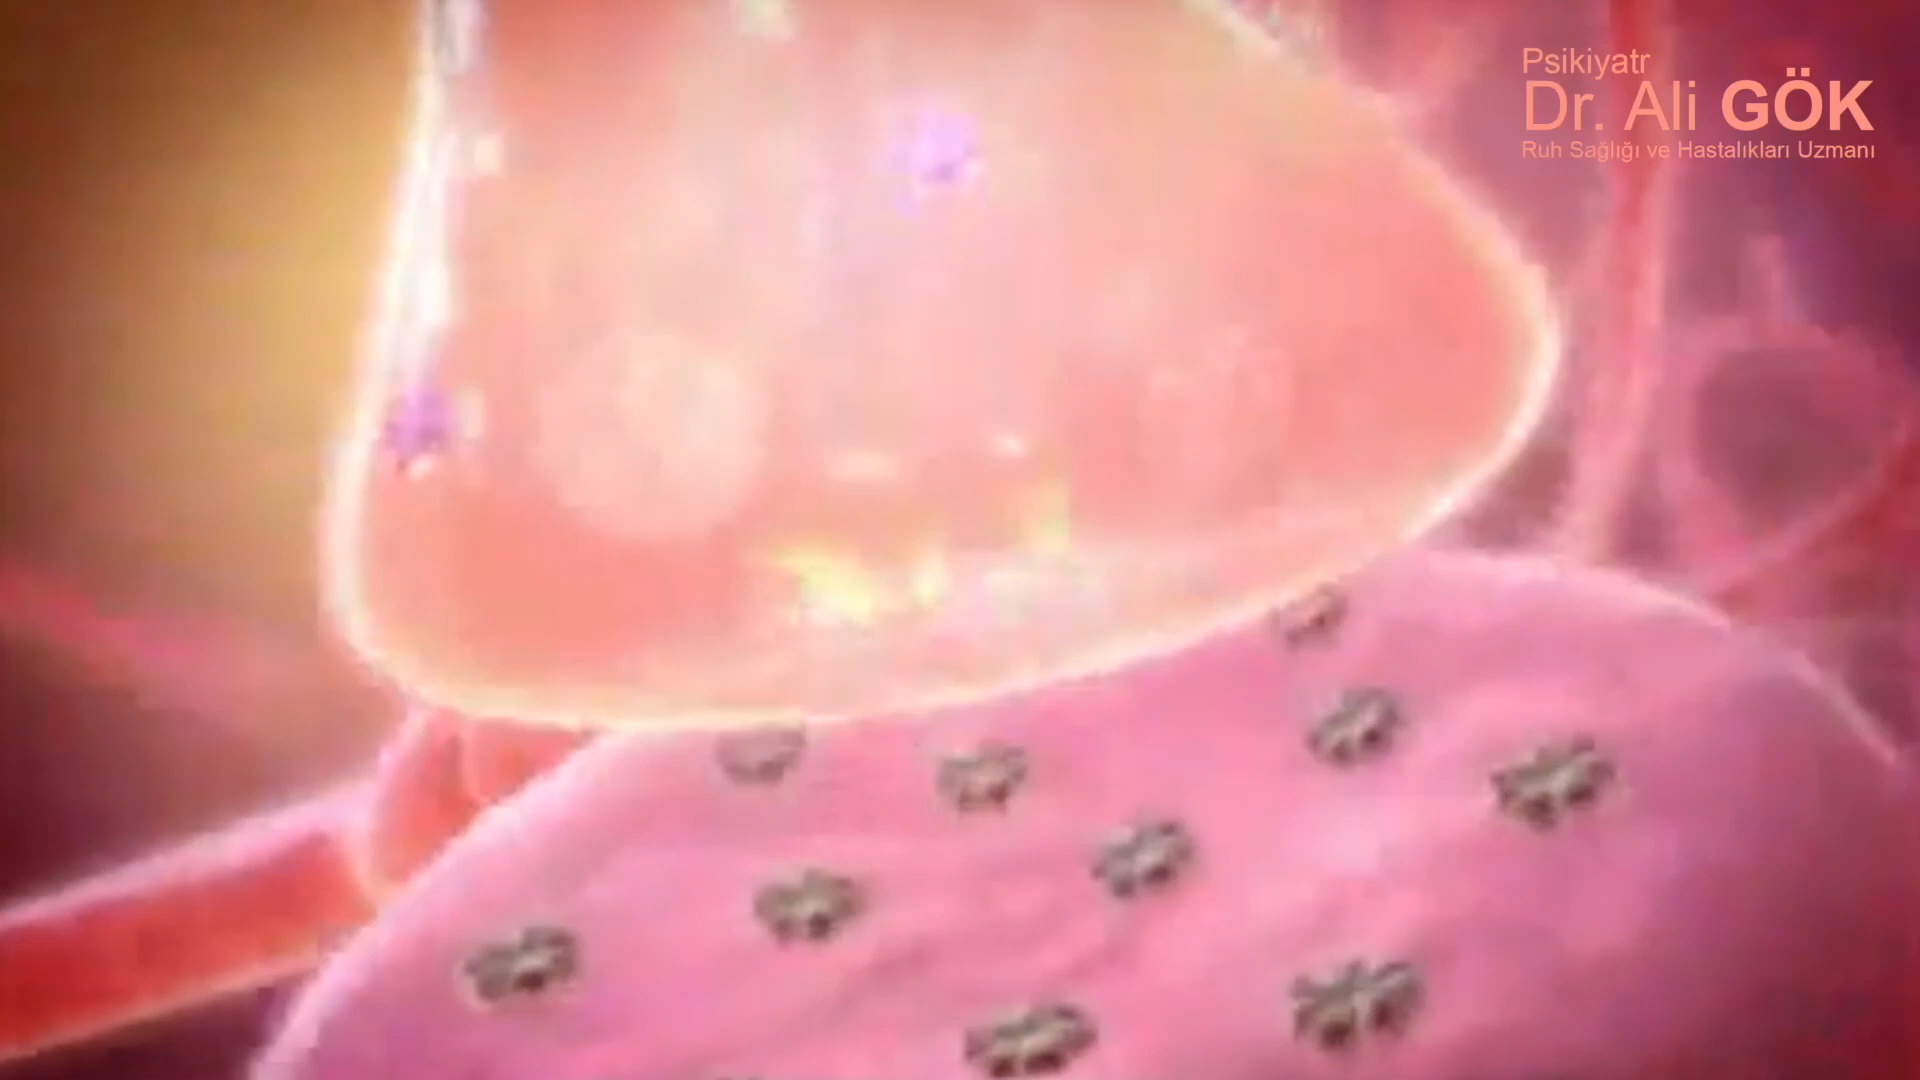 Psikiyatr
Dr. Ali GÖK
Ruh Sağlığı ve Hastalıkları Uzmanı